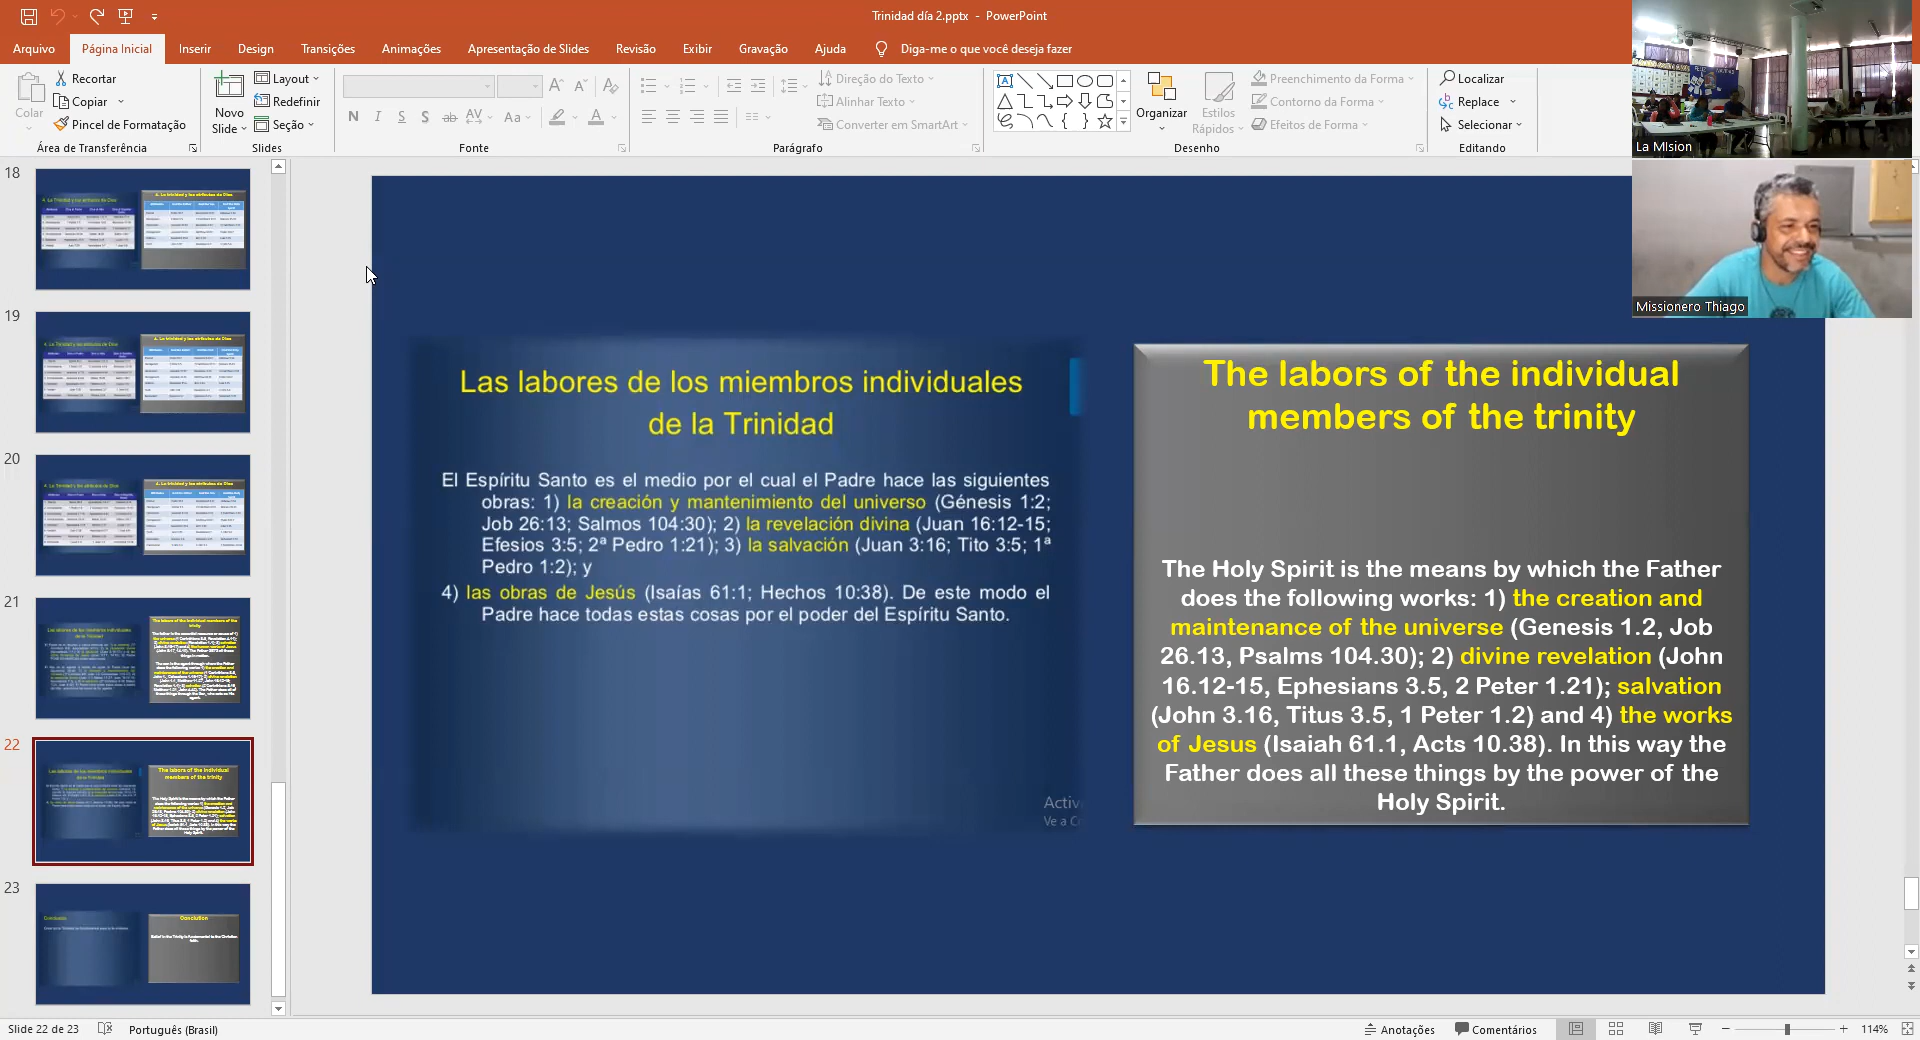 Trinidad día 2.pptx - PowerPoint
Arquivo Página Inicial Inserir Design Transições Animações Apresentação de Slides Revisão Exibir Gravação Ajuda Diga-me o que você deseja fazer
Colar
Recortar
Copiar
Pincel de Formatação
Área de Transferência
Novo
Slide
Layout
Redefinir
Seção
Slides
N I S S ab AV Aa A
Fonte
Direção do Texto
Alinhar Texto
Converter em SmartArt
Parágrafo
Organizar
Estilos
Rápidos
Preenchimento da Forma
Contorno da Forma
Efeitos de Forma
Desenho
Localizar
Replace
Selecionar
Editando
La MIsion
Missionero Thiago
18
4. La Trinidad y los atributos de Dios
19
20
21
22
23
Conclusion
Las labores de los miembros individuales
de la Trinidad
El Espíritu Santo es el medio por el cual el Padre hace las siguientes
obras: 1) la creación y mantenimiento del universo (Génesis 1:2;
Job 26:13; Salmos 104:30); 2) la revelación divina (Juan 16:12-15;
Efesios 3:5; 2ª Pedro 1:21); 3) la salvación (Juan 3:16; Tito 3:5; 1ª
Pedro 1:2); y
4) las obras de Jesús (Isaías 61:1; Hechos 10:38). De este modo el
Padre hace todas estas cosas por el poder del Espíritu Santo.
Activ
Ve a C
The labors of the individual
members of the trinity
The Holy Spirit is the means by which the Father
does the following works: 1) the creation and
maintenance of the universe (Genesis 1.2, Job
26.13, Psalms 104.30); 2) divine revelation (John
16.12-15, Ephesians 3.5, 2 Peter 1.21); salvation
(John 3.16, Titus 3.5, 1 Peter 1.2) and 4) the works
of Jesus (Isaiah 61.1, Acts 10.38). In this way the
Father does all these things by the power of the
Holy Spirit.
Slide 22 de 23 Português (Brasil) Anotações Comentários 114%